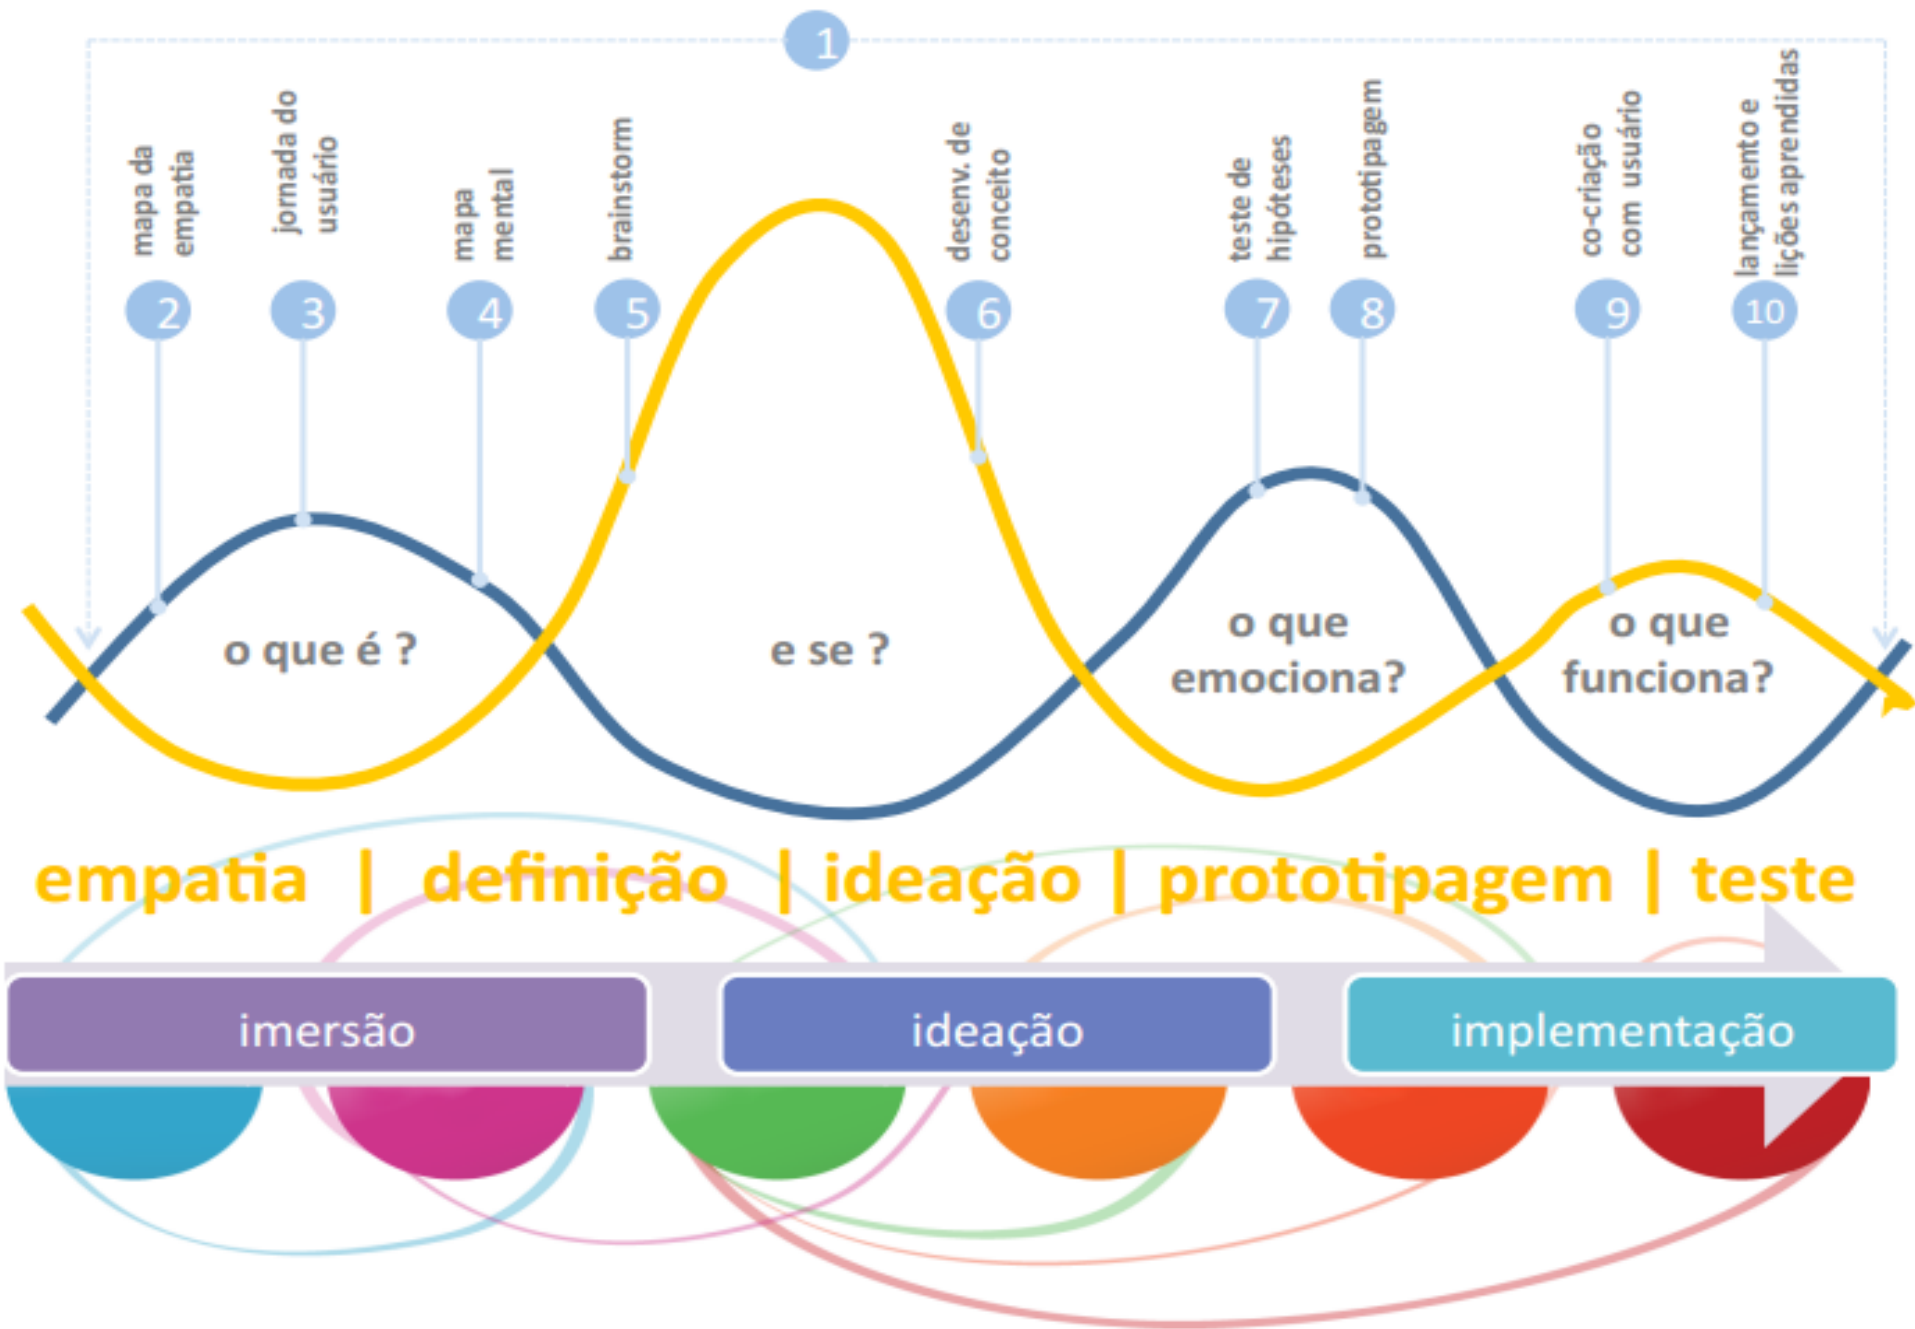 1
mapa da
empatia
jornada do
usuário
mapa
mental
brainstorm
desenv. de
conceito
teste de
hipóteses
prototipagem
co-criação
com usuário
lançamento e
lições aprendidas
2
3
4
5
6
7
8
9
10
o que é ?
e se ?
o que
emociona?
o que
funciona?
empatia | definição | ideação | prototipagem | teste
imersão
ideação
implementação